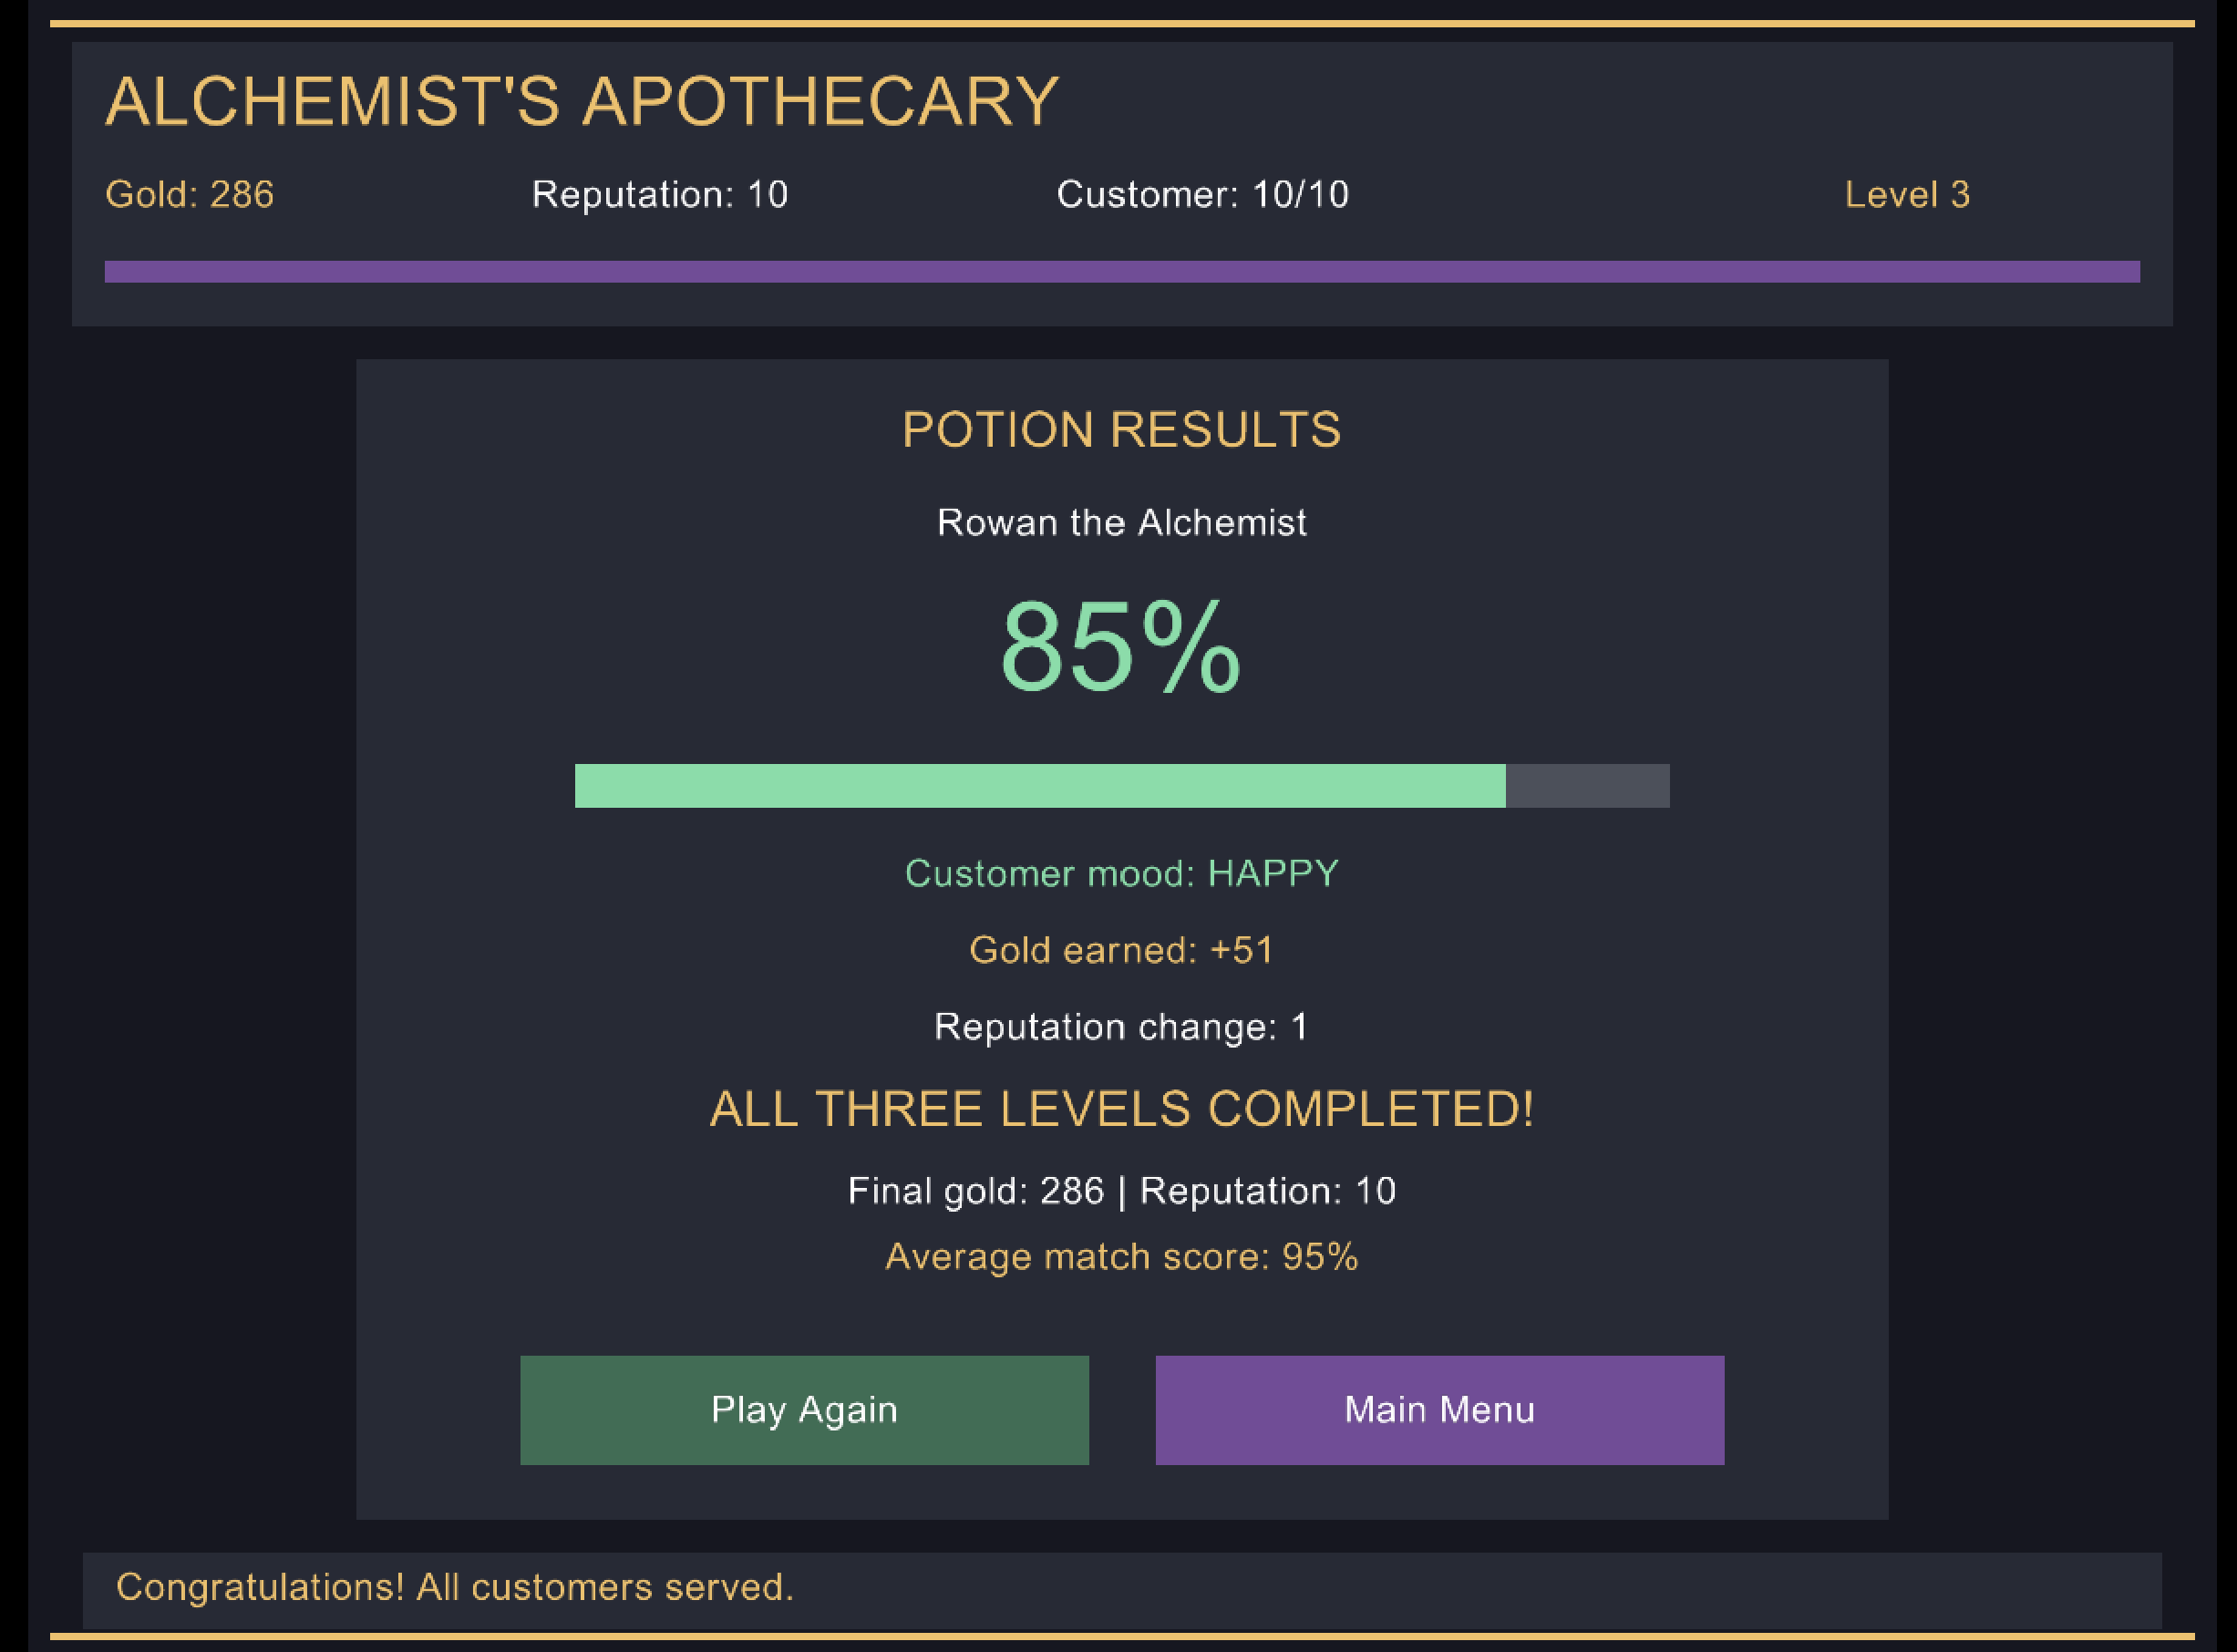 ALCHEMIST'S APOTHECARY
Gold: 286 Reputation: 10 Customer: 10/10 Level 3
POTION RESULTS
Rowan the Alchemist
85%
Customer mood: HAPPY
Gold earned: +51
Reputation change: 1
ALL THREE LEVELS COMPLETED!
Final gold: 286 | Reputation: 10
Average match score: 95%
Play Again Main Menu
Congratulations! All customers served.